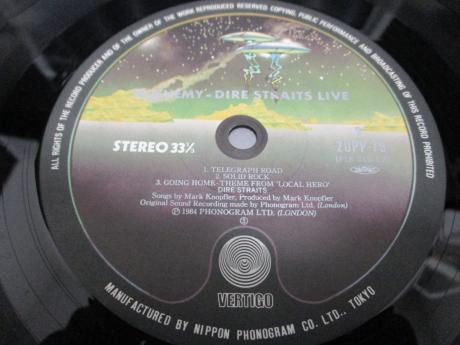 ALL RIGHTS OF THE RECORD PRODUCER AND OF THE OWNER OF THE WORK REPRODUCED RESERVED COPYING, PUBLIC PERFORMANCE AND BROADCASTING OF THIS RECORD PROHIBITED
ALCHEMY-DIRE STRAITS LIVE
STEREO 33⅓
20PP-75
1. TELEGRAPH ROAD
2. SOLID ROCK
3. GOING HOME-THEME FROM 'LOCAL HERO'
DIRE STRAITS
Songs by Mark Knopfler, Produced by Mark Knopfler
Original Sound Recording made by Phonogram Ltd. (London)
Ⓟ 1984 PHONOGRAM LTD. (LONDON)
VERTIGO
MANUFACTURED BY NIPPON PHONOGRAM CO. LTD., TOKYO